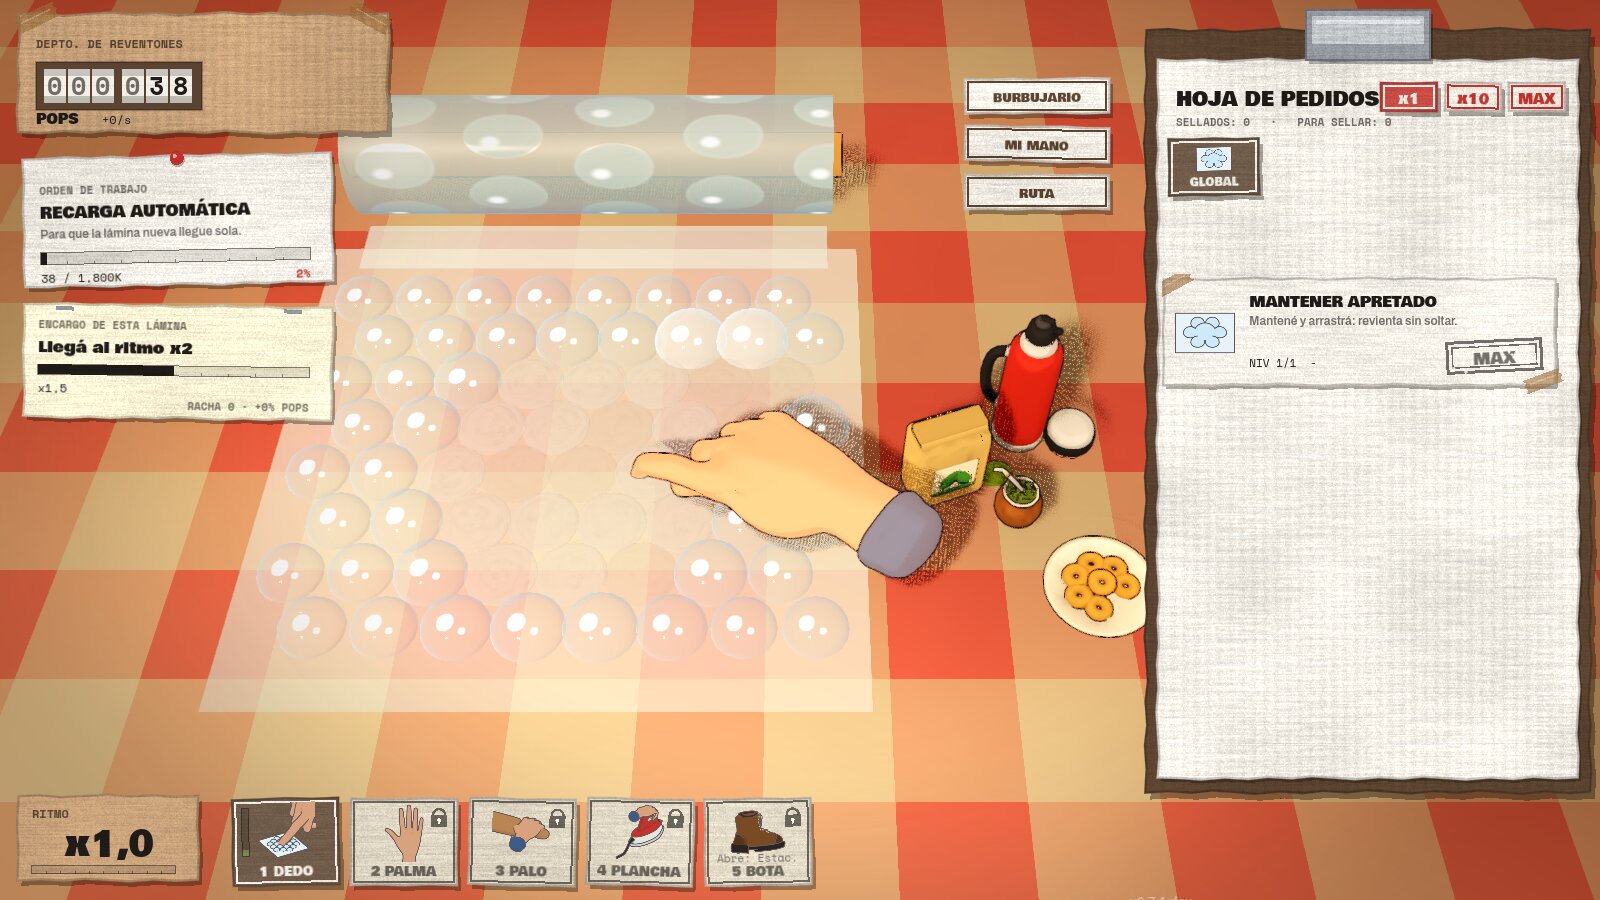 DEPTO. DE REVENTONES
000038
POPS +0/s
ORDEN DE TRABAJO
RECARGA AUTOMÁTICA
Para que la lámina nueva llegue sola.
38 / 1.800K 2%
ENCARGO DE ESTA LÁMINA
Llegá al ritmo x2
x1.5
RACHA 0 · +0% POPS
BURBUJARIO
MI MANO
RUTA
HOJA DE PEDIDOS x1 x10 MAX
SELLADOS: 0 · PARA SELLAR: 0
GLOBAL
MANTENER APRETADO
Mantené y arrastrá: revienta sin soltar.
NIV 1/1 -
MAX
RITMO
x1,0
1 DEDO
2 PALMA
3 PALO
4 PLANCHA
Abre: Estac.
5 BOTA